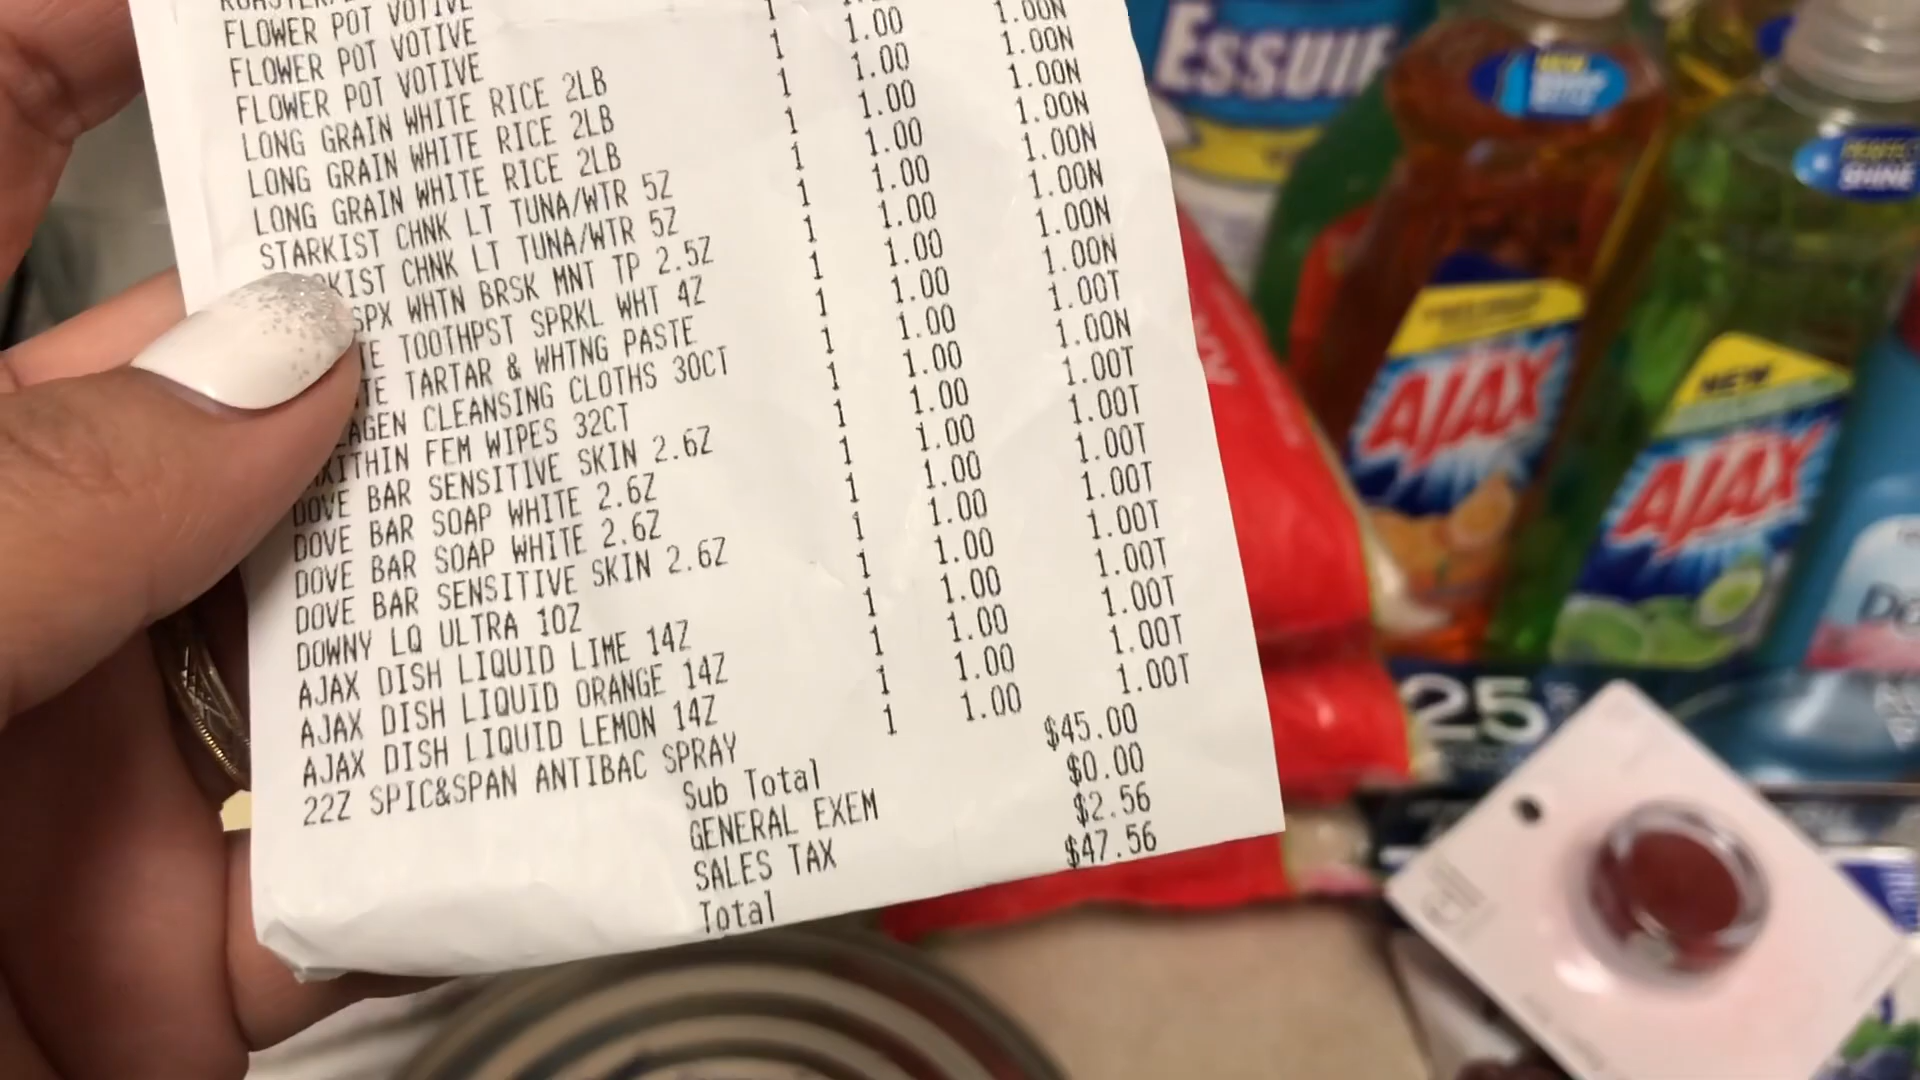 FLOWER POT VOTIVE
FLOWER POT VOTIVE
FLOWER POT VOTIVE 1
LONG GRAIN WHITE RICE 2LB 1 1.00 1.00N
LONG GRAIN WHITE RICE 2LB 1 1.00 1.00N
LONG GRAIN WHITE RICE 2LB 1 1.00 1.00N
STARKIST CHNK LT TUNA/WTR 5Z 1 1.00 1.00N
KIST CHNK LT TUNA/WTR 5Z 1 1.00 1.00N
SPX WHTN BRSK MNT TP 2.5Z 1 1.00 1.00N
TE TOOTHPST SPRKL WHT 4Z 1 1.00 1.00N
TE TARTAR & WHTNG PASTE 1 1.00 1.00N
AGEN CLEANSING CLOTHS 30CT 1 1.00 1.00T
XITHIN FEM WIPES 32CT 1 1.00 1.00N
DOVE BAR SENSITIVE SKIN 2.6Z 1 1.00 1.00T
DOVE BAR SOAP WHITE 2.6Z 1 1.00 1.00T
DOVE BAR SOAP WHITE 2.6Z 1 1.00 1.00T
DOVE BAR SENSITIVE SKIN 2.6Z 1 1.00 1.00T
DOWNY LQ ULTRA 10Z 1 1.00 1.00T
AJAX DISH LIQUID LIME 14Z 1 1.00 1.00T
AJAX DISH LIQUID ORANGE 14Z 1 1.00 1.00T
AJAX DISH LIQUID LEMON 14Z 1 1.00 1.00T
22Z SPIC&SPAN ANTIBAC SPRAY 1 1.00 1.00T
Sub Total $45.00
GENERAL EXEM $0.00
SALES TAX $2.56
Total $47.56
ESSUIE
NEW
AJAX
PERFECT
SHINE
NEW
AJAX
25